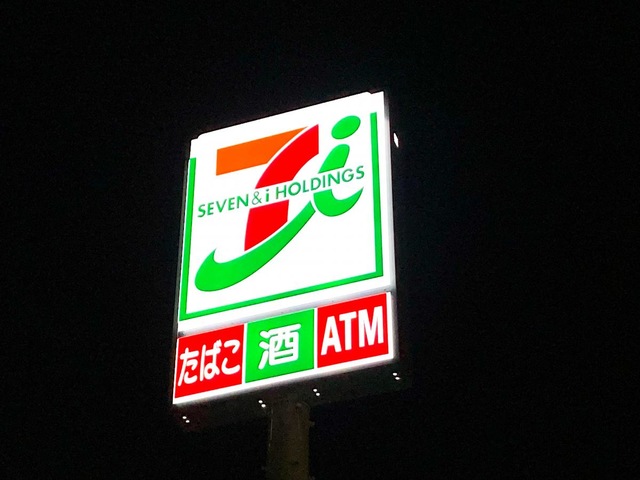 SEVEN & i HOLDINGS
たばこ 酒 ATM